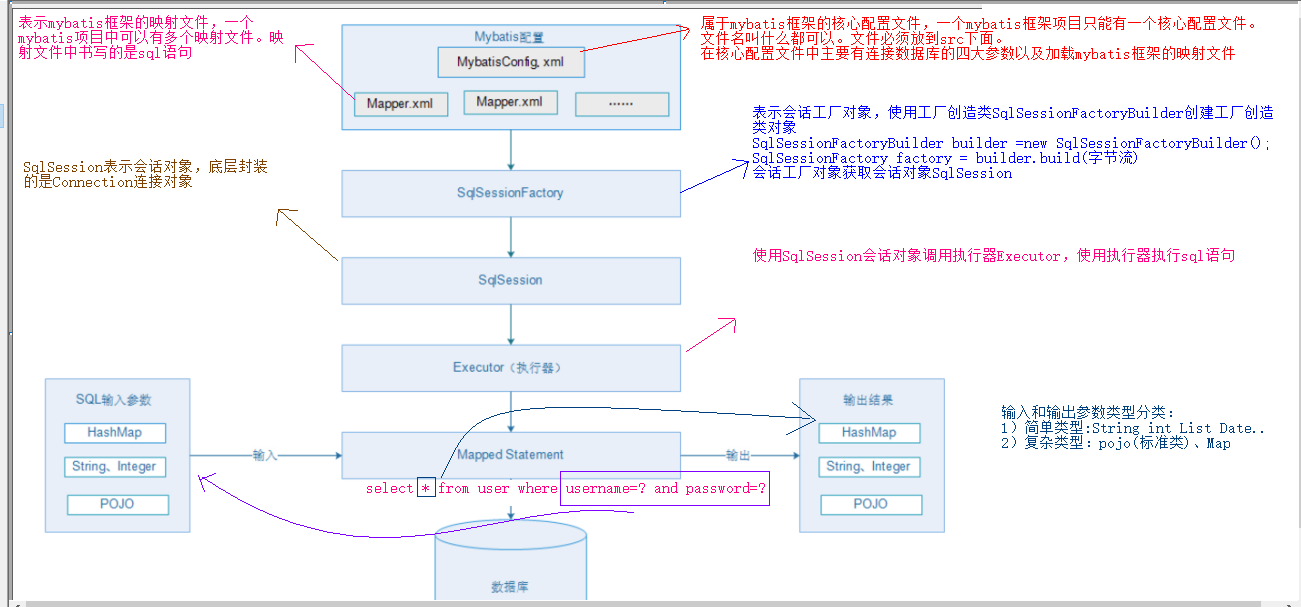 表示mybatis框架的映射文件，一个
mybatis项目中可以有多个映射文件。映
射文件中书写的是sql语句
Mybatis配置
MybatisConfig, xml
Mapper.xml
Mapper.xml
······
属于mybatis框架的核心配置文件，一个mybatis框架项目只能有一个核心配置文件。
文件名叫什么都可以。文件必须放到src下面。
在核心配置文件中主要有连接数据库的四大参数以及加载mybatis框架的映射文件
表示会话工厂对象，使用工厂创造类SqlSessionFactoryBuilder创建工厂创造
类对象
SqlSessionFactoryBuilder builder =new SqlSessionFactoryBuilder();
SqlSessionFactory factory = builder.build(字节流)
会话工厂对象获取会话对象SqlSession
SqlSession表示会话对象，底层封装
的是Connection连接对象
SqlSessionFactory
使用SqlSession会话对象调用执行器Executor，使用执行器执行sql语句
SqlSession
Executor（执行器）
SQL输入参数
HashMap
String、Integer
POJO
输入
Mapped Statement
输出
select * from user where username=? and password=?
输出结果
HashMap
String、Integer
POJO
输入和输出参数类型分类：
1）简单类型:String int List Date..
2）复杂类型：pojo(标准类)、Map
数据库